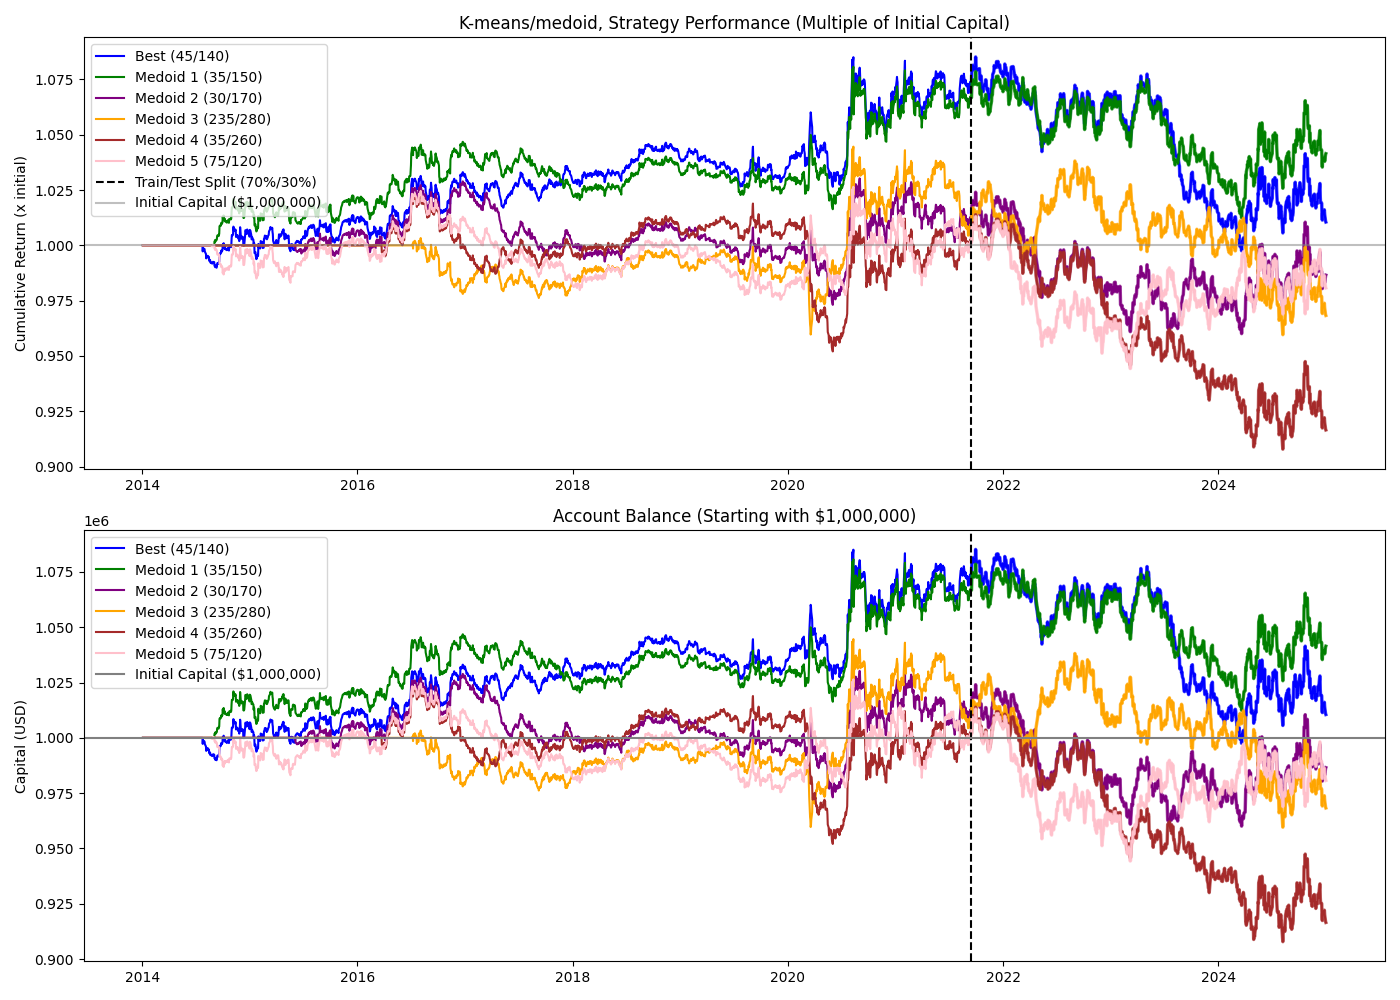 K-means/medoid, Strategy Performance (Multiple of Initial Capital)
Cumulative Return (x initial)
1.075
1.050
1.025
1.000
0.975
0.950
0.925
0.900
Best (45/140)
Medoid 1 (35/150)
Medoid 2 (30/170)
Medoid 3 (235/280)
Medoid 4 (35/260)
Medoid 5 (75/120)
Train/Test Split (70%/30%)
Initial Capital ($1,000,000)
2014 2016 2018 2020 2022 2024
1e6
Account Balance (Starting with $1,000,000)
Capital (USD)
1.075
1.050
1.025
1.000
0.975
0.950
0.925
0.900
Best (45/140)
Medoid 1 (35/150)
Medoid 2 (30/170)
Medoid 3 (235/280)
Medoid 4 (35/260)
Medoid 5 (75/120)
Initial Capital ($1,000,000)
2014 2016 2018 2020 2022 2024